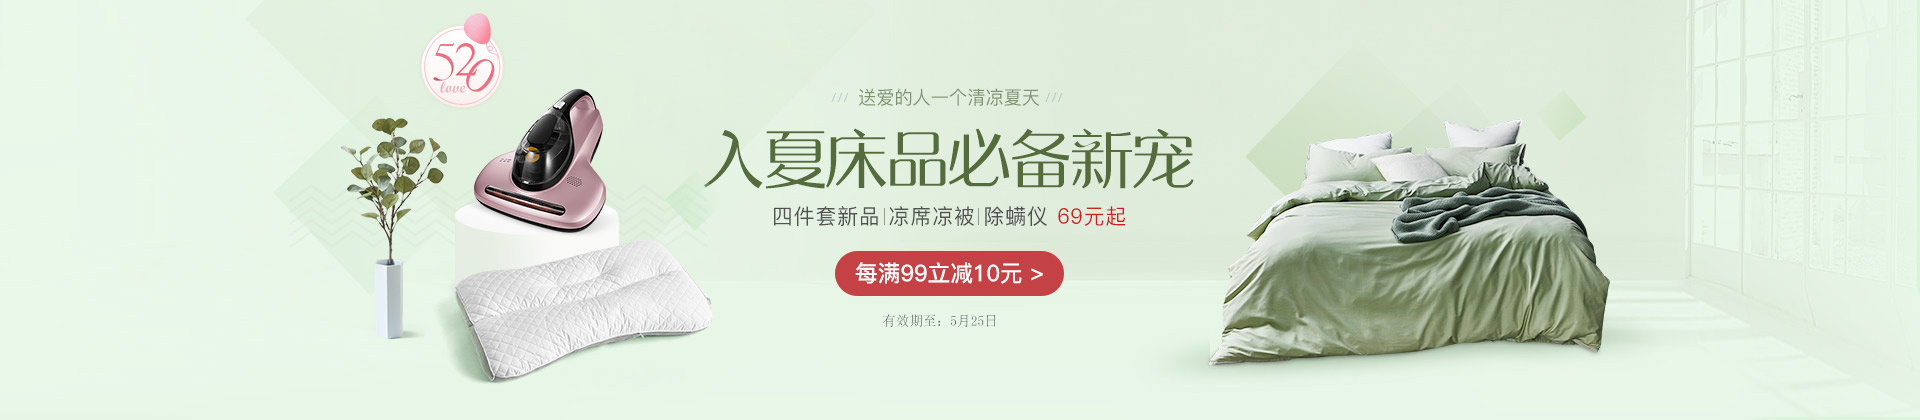 520
love
送爱的人一个清凉夏天
入夏床品必备新宠
四件套新品|凉席凉被|除螨仪 69元起
每满99立减10元 >
有效期至：5月25日